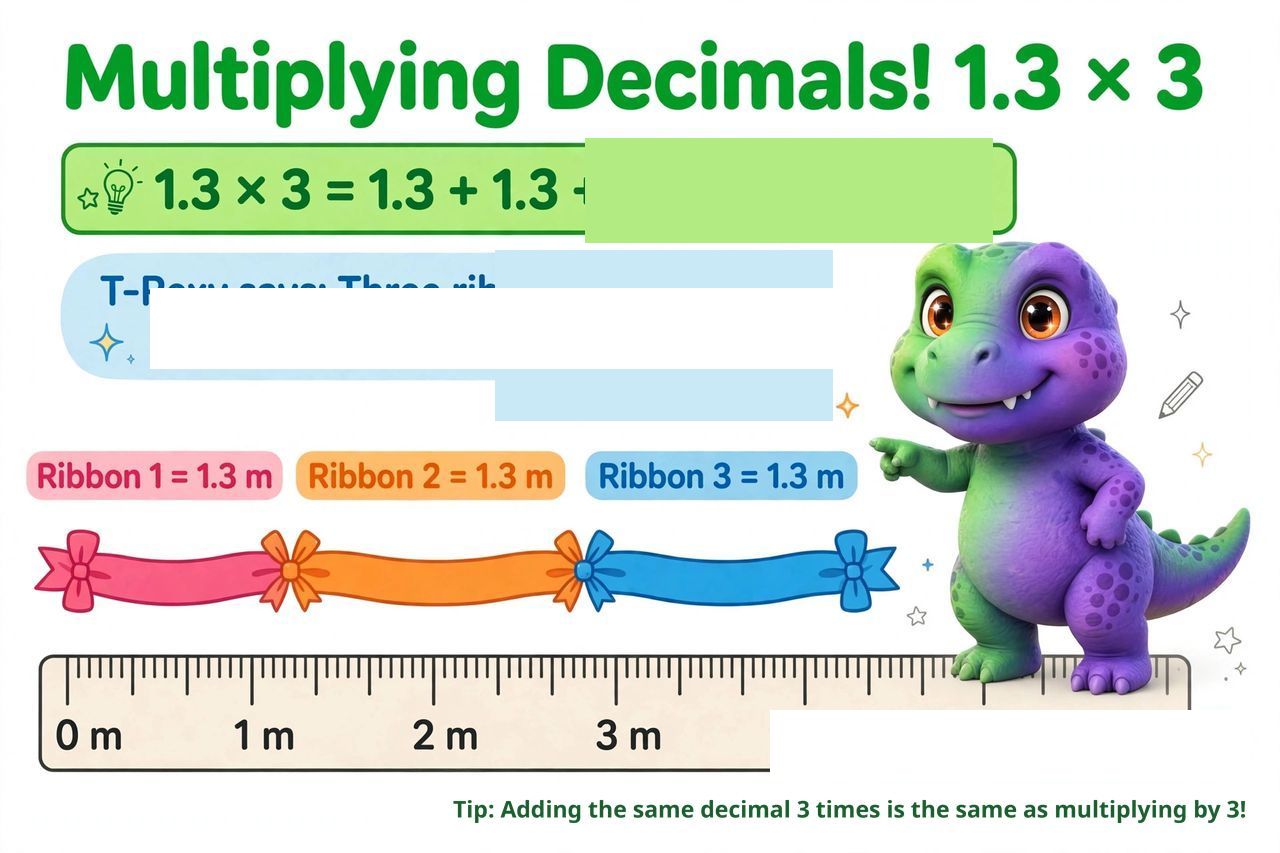 Multiplying Decimals! 1.3 × 3
1.3 × 3 = 1.3 + 1.3
Ribbon 1 = 1.3 m
Ribbon 2 = 1.3 m
Ribbon 3 = 1.3 m
0 m
1 m
2 m
3 m
Tip: Adding the same decimal 3 times is the same as multiplying by 3!